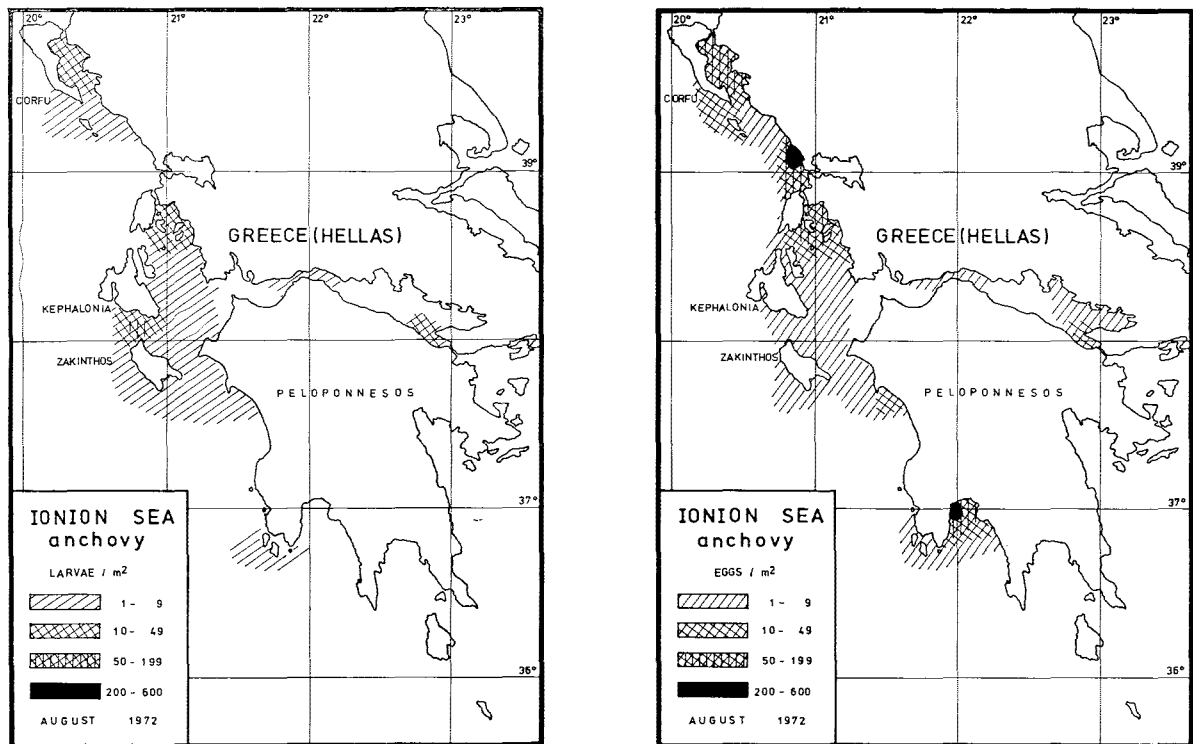 20° 21° 22° 23°
CORFU
39°
GREECE (HELLAS)
KEPHALONIA
ZAKINTHOS
PELOPONNESOS
37°
IONION SEA
anchovy
LARVAE / m²
1 - 9
10 - 49
50 - 199
200 - 600
AUGUST 1972
36°
20° 21° 22° 23°
CORFU
39°
GREECE (HELLAS)
KEPHALONIA
ZAKINTHOS
PELOPONNESOS
37°
IONION SEA
anchovy
EGGS / m²
1 - 9
10 - 49
50 - 199
200 - 600
AUGUST 1972
36°